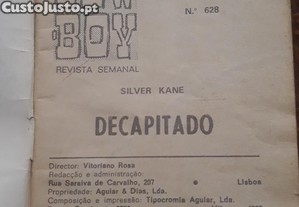 CustoJusto.pt
BOY
N.º 628
REVISTA SEMANAL
SILVER KANE
DECAPITADO
Director: Vitoriano Rosa
Redacção e administração:
Rua Saraiva de Carvalho, 207 • Lisboa
Propriedade: Aguiar & Dias, Lda.
Composição e impressão: Tipocromia Aguiar, Lda.